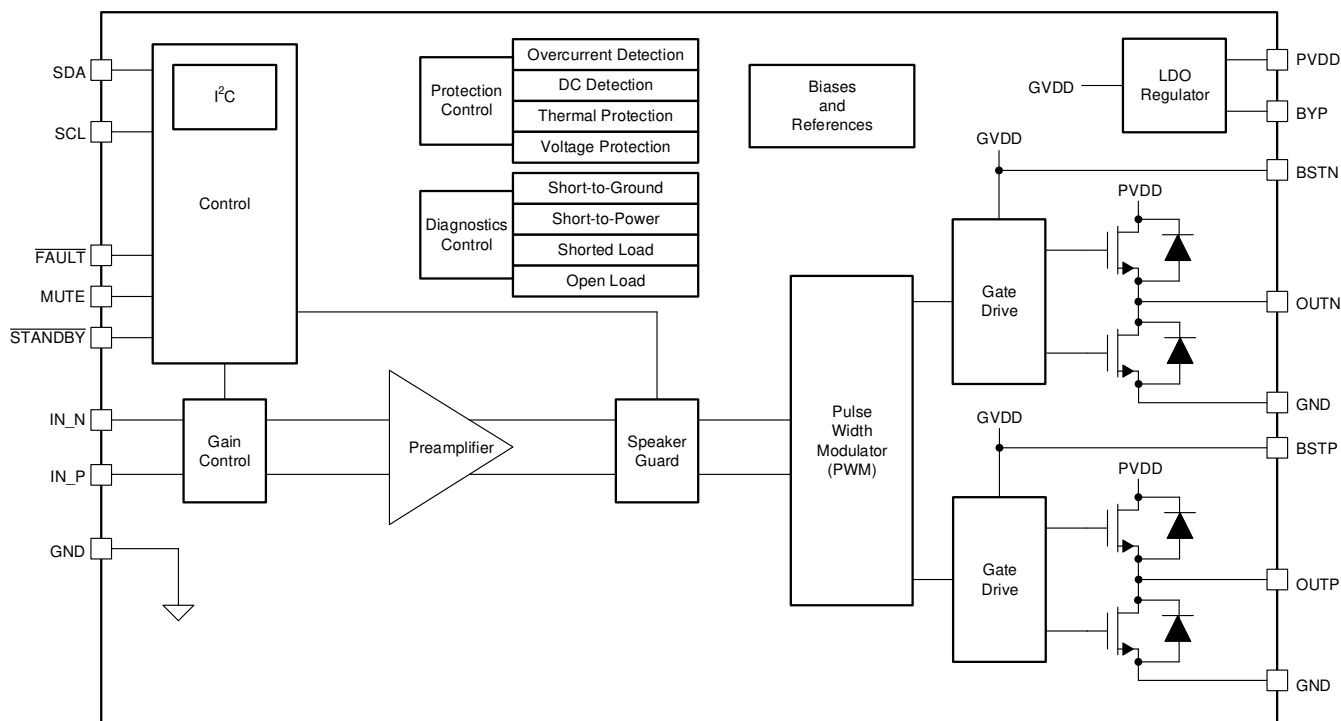 SDA
SCL
FAULT
MUTE
STANDBY
IN_N
IN_P
GND
I²C
Control
Gain
Control
Preamplifier
Protection
Control
Overcurrent Detection
DC Detection
Thermal Protection
Voltage Protection
Diagnostics
Control
Short-to-Ground
Short-to-Power
Shorted Load
Open Load
Speaker
Guard
Biases
and
References
Pulse
Width
Modulator
(PWM)
GVDD
LDO
Regulator
GVDD
Gate
Drive
PVDD
GVDD
Gate
Drive
PVDD
PVDD
BYP
BSTN
OUTN
GND
BSTP
OUTP
GND